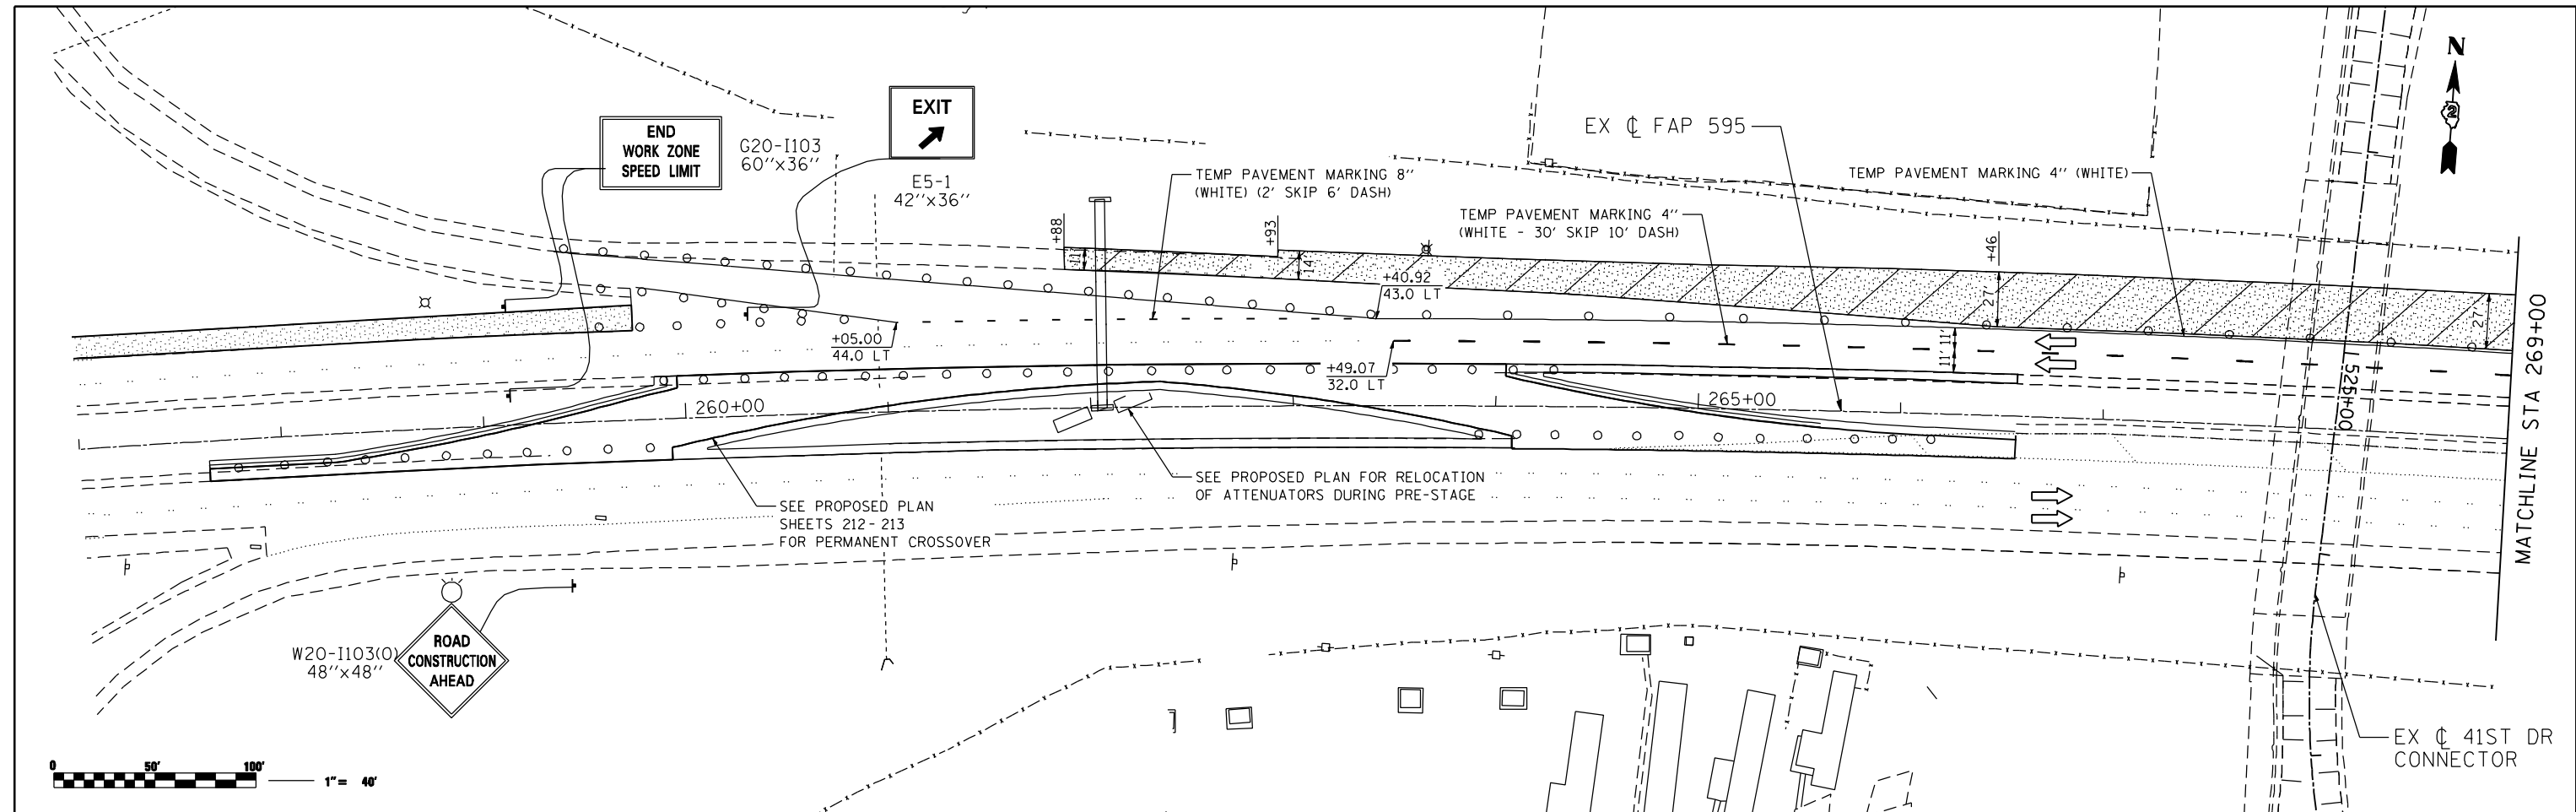 N
2
EX ℄ FAP 595
EXIT
END
WORK ZONE
SPEED LIMIT
G20-I103
60''x36''
E5-1
42''x36''
TEMP PAVEMENT MARKING 8''
(WHITE) (2' SKIP 6' DASH)
TEMP PAVEMENT MARKING 4'' (WHITE)
TEMP PAVEMENT MARKING 4''
(WHITE - 30' SKIP 10' DASH)
+88
+93
+46
11'
14'
27'
27'
+40.92
43.0 LT
+05.00
44.0 LT
+49.07
32.0 LT
11'
11'
260+00
265+00
525+00
MATCHLINE STA 269+00
SEE PROPOSED PLAN FOR RELOCATION
OF ATTENUATORS DURING PRE-STAGE
SEE PROPOSED PLAN
SHEETS 212-213
FOR PERMANENT CROSSOVER
W20-I103(O)
48''x48''
ROAD
CONSTRUCTION
AHEAD
EX ℄ 41ST DR
CONNECTOR
0 50' 100'
1''= 40'